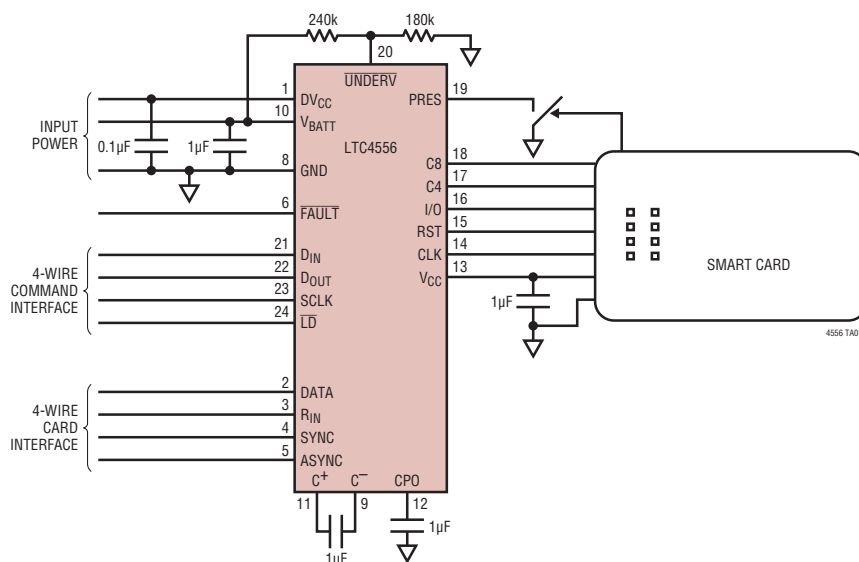 240k
180k
20
UNDERV
1
DVCC
10
VBATT
INPUT
POWER
0.1µF
1µF
8
GND
LTC4556
19
PRES
18
C8
17
C4
16
I/O
15
RST
14
CLK
13
VCC
1µF
SMART CARD
4556 TA0
6
FAULT
21
DIN
22
DOUT
23
SCLK
24
LD
4-WIRE
COMMAND
INTERFACE
2
DATA
3
RIN
4
SYNC
5
ASYNC
4-WIRE
CARD
INTERFACE
C+
C–
CPO
11
9
12
1µF
1µF